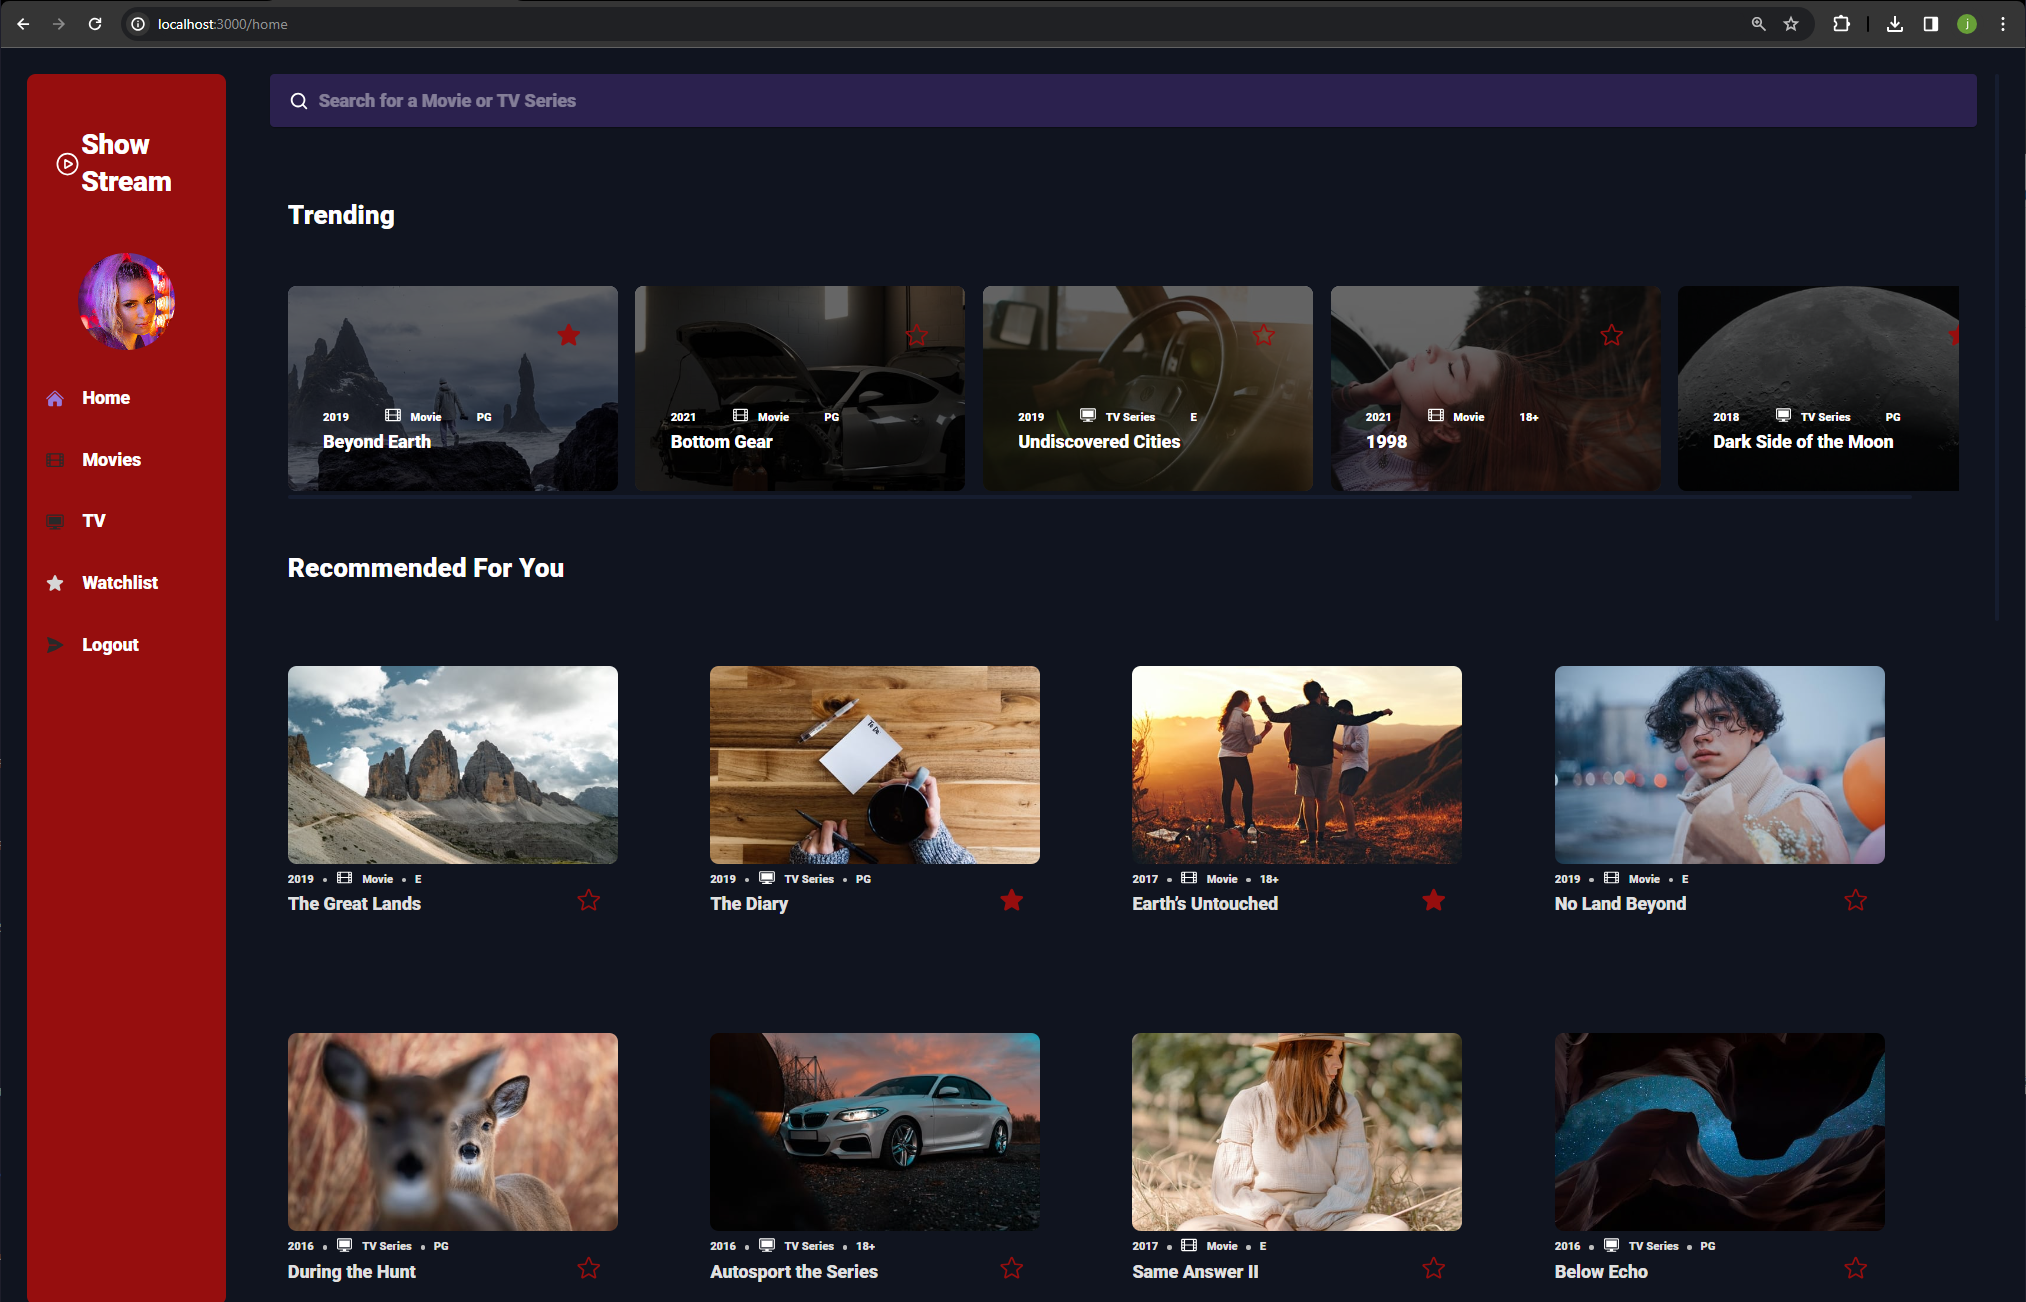 localhost:3000/home
j
Search for a Movie or TV Series
Show
Stream
Home
Movies
TV
Watchlist
Logout
Trending
2019 Movie PG
Beyond Earth
2021 Movie PG
Bottom Gear
2019 TV Series E
Undiscovered Cities
2021 Movie 18+
1998
2018 TV Series PG
Dark Side of the Moon
Recommended For You
To Do
2019 • Movie • E
The Great Lands
2019 • TV Series • PG
The Diary
2017 • Movie • 18+
Earth’s Untouched
2019 • Movie • E
No Land Beyond
2016 • TV Series • PG
During the Hunt
2016 • TV Series • 18+
Autosport the Series
2017 • Movie • E
Same Answer II
2016 • TV Series • PG
Below Echo